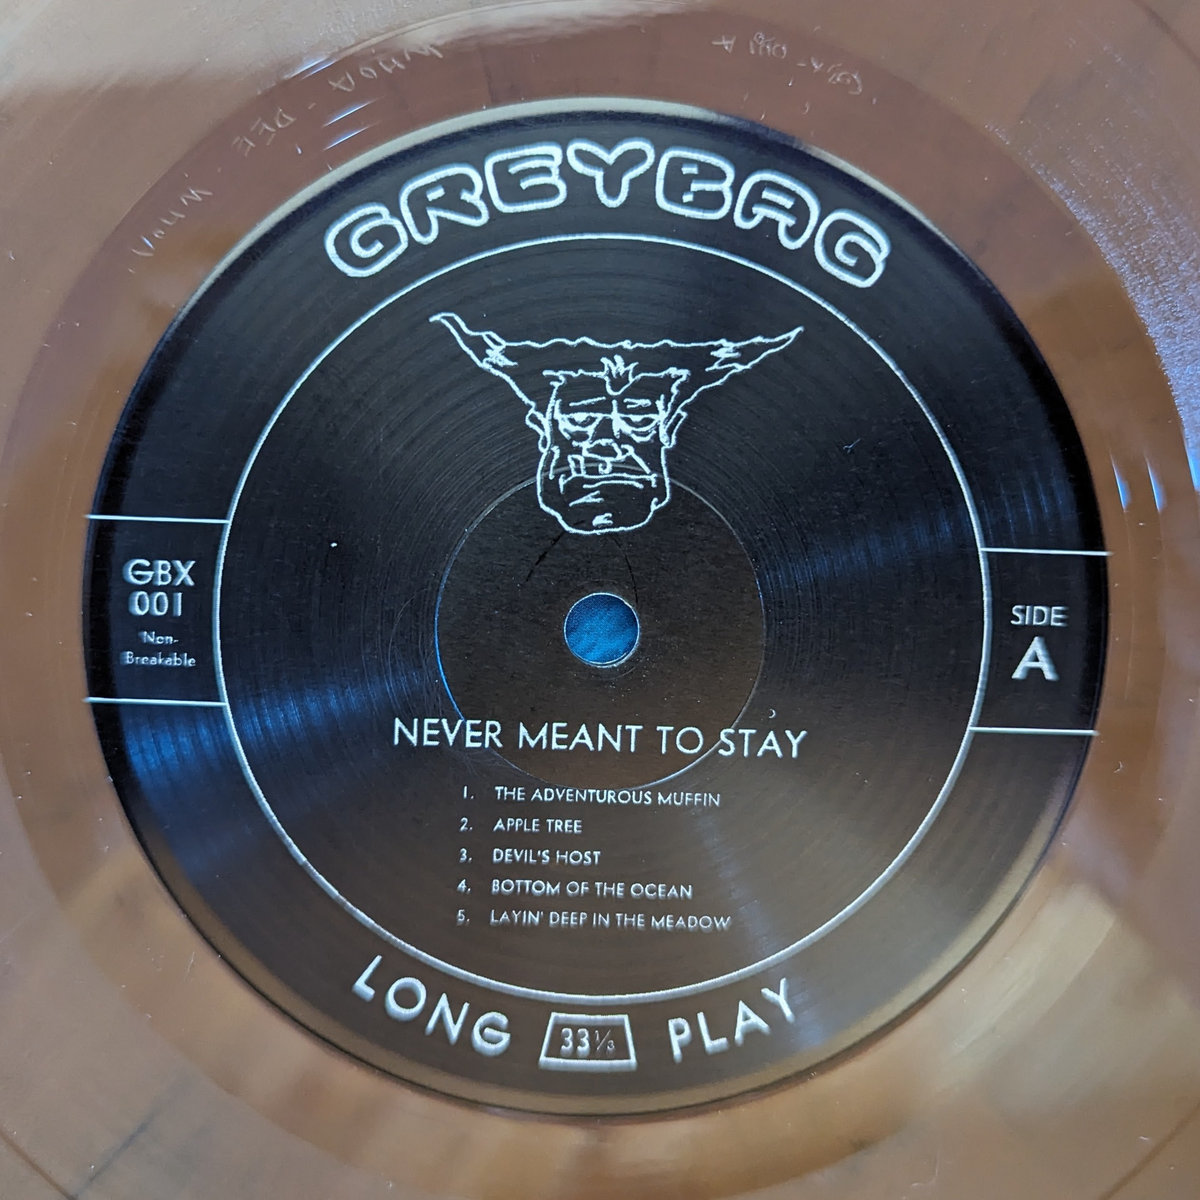 GREYBAG
GBX
001
Non-
Breakable
SIDE
A
NEVER MEANT TO STAY
1. THE ADVENTUROUS MUFFIN
2. APPLE TREE
3. DEVIL'S HOST
4. BOTTOM OF THE OCEAN
5. LAYIN' DEEP IN THE MEADOW
LONG 33⅓ PLAY